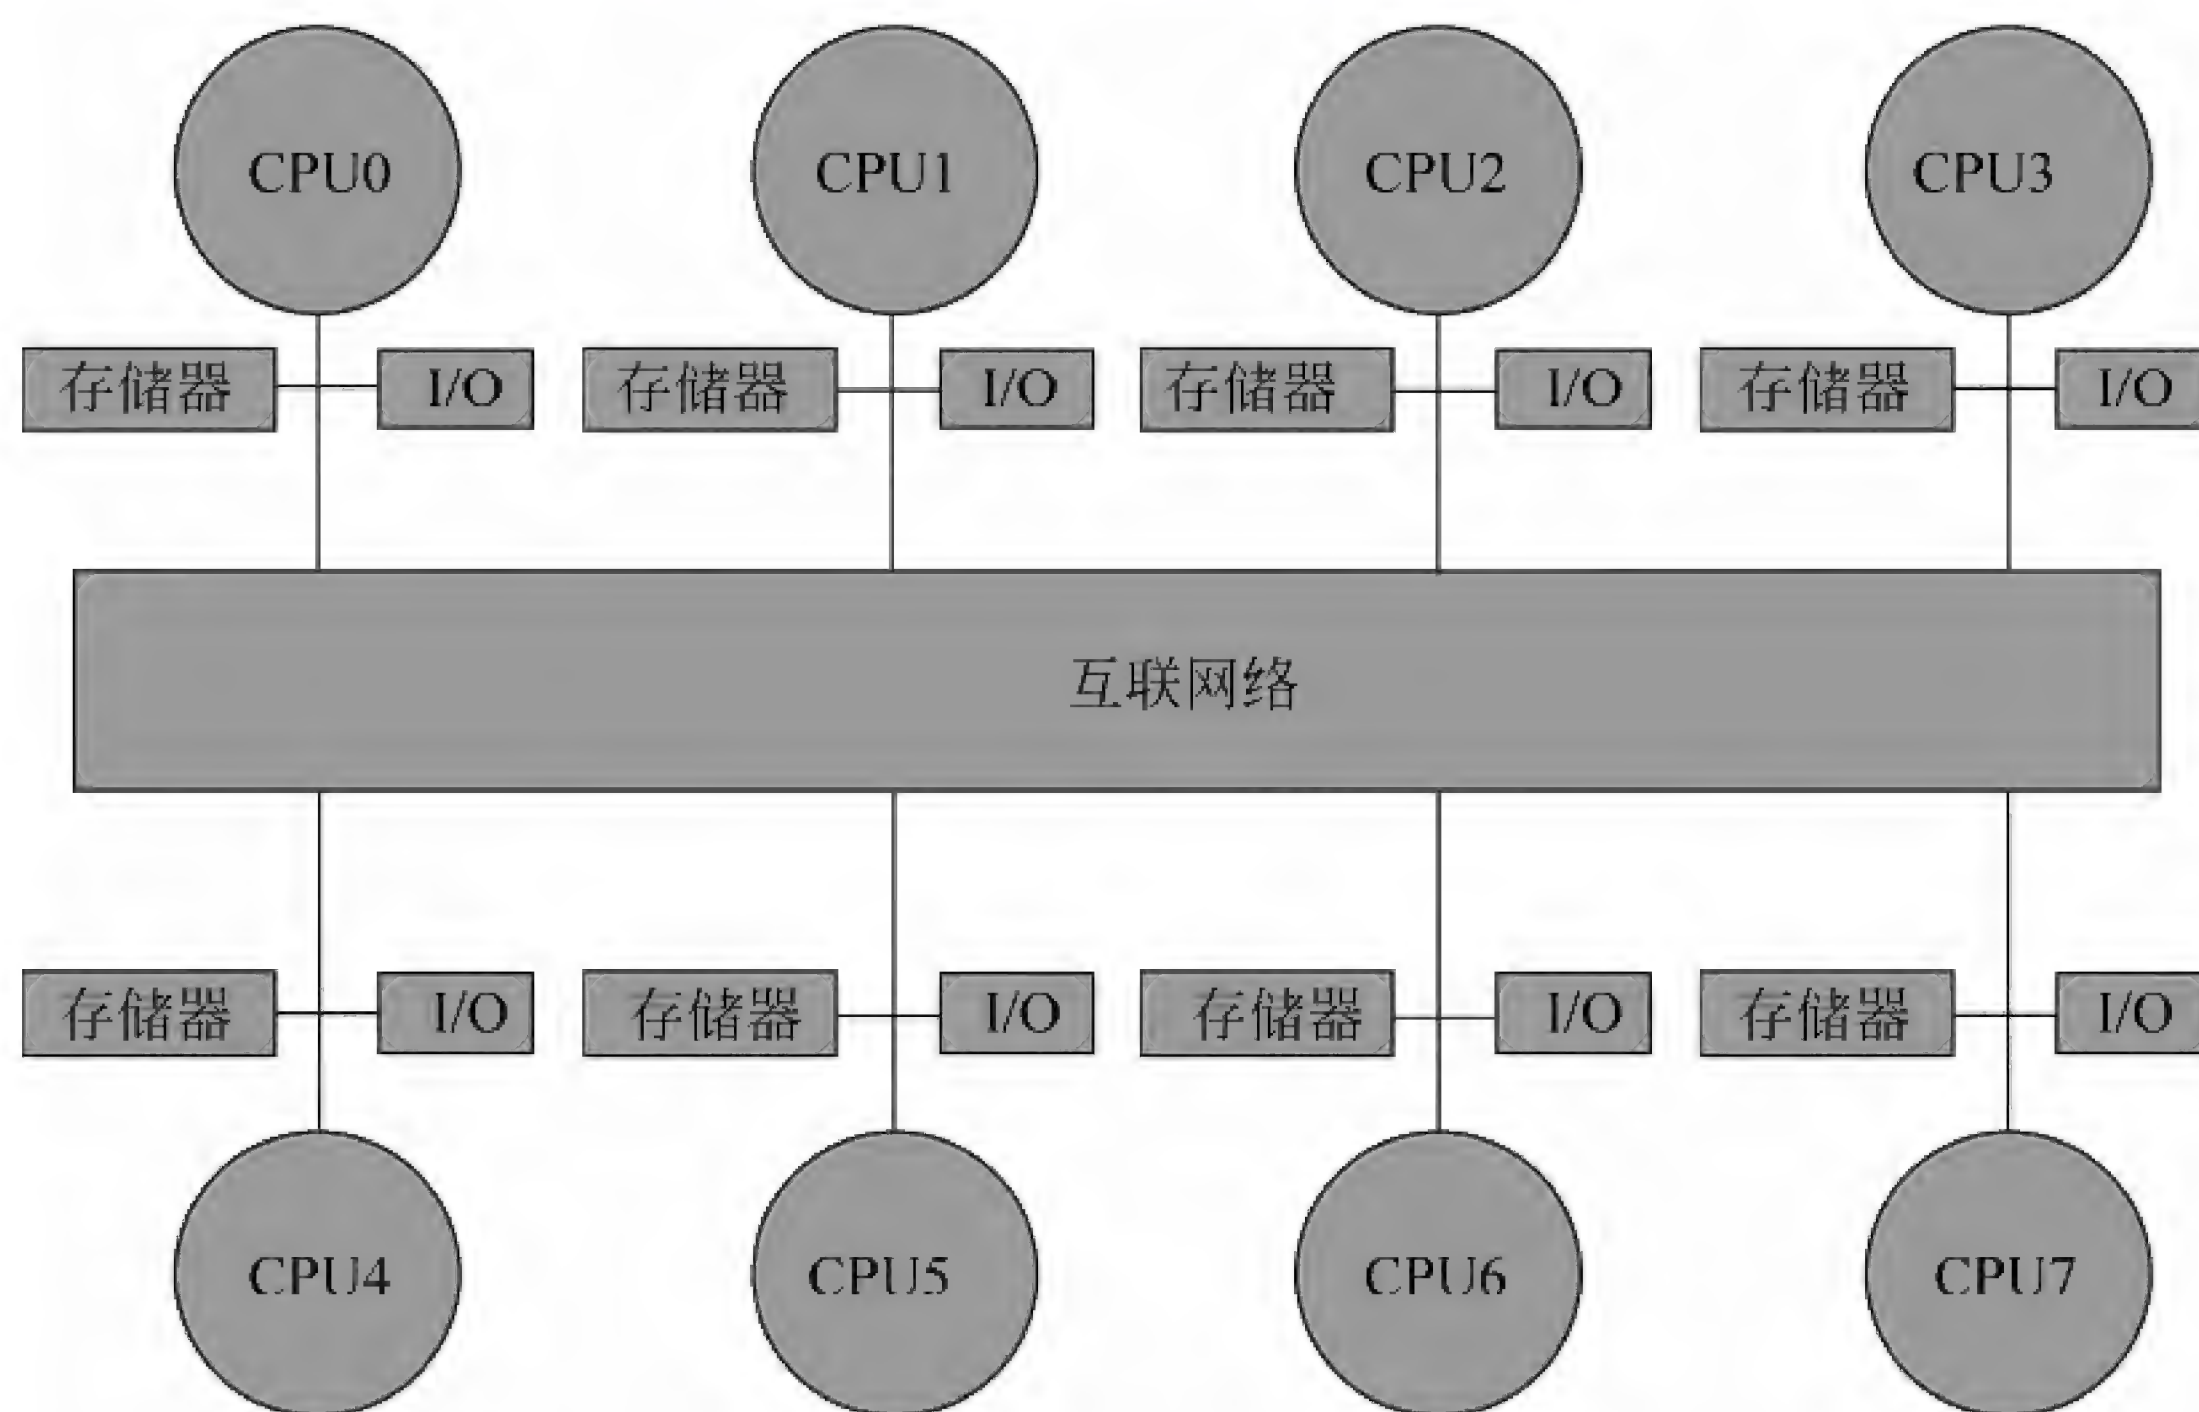 CPU0 CPU1 CPU2 CPU3
存储器 I/O 存储器 I/O 存储器 I/O 存储器 I/O
互联网络
存储器 I/O 存储器 I/O 存储器 I/O 存储器 I/O
CPU4 CPU5 CPU6 CPU7